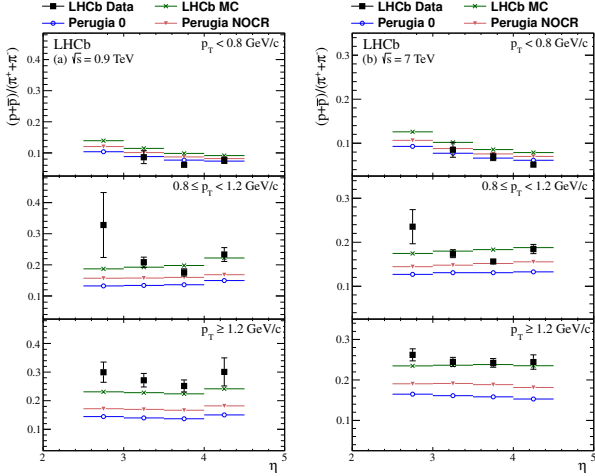 LHCb Data LHCb MC
Perugia 0 Perugia NOCR
LHCb Data LHCb MC
Perugia 0 Perugia NOCR
(p+p̅)/(π⁺+π⁻)
LHCb
(a) √s = 0.9 TeV
p_T < 0.8 GeV/c
0.4
0.3
0.2
0.1
0.8 ≤ p_T < 1.2 GeV/c
0.4
0.3
0.2
0.1
p_T ≥ 1.2 GeV/c
0.4
0.3
0.2
0.1
2 3 4 5
η
(p+p̅)/(π⁺+π⁻)
LHCb
(b) √s = 7 TeV
p_T < 0.8 GeV/c
0.3
0.2
0.1
0.8 ≤ p_T < 1.2 GeV/c
0.3
0.2
0.1
p_T ≥ 1.2 GeV/c
0.3
0.2
0.1
2 3 4 5
η